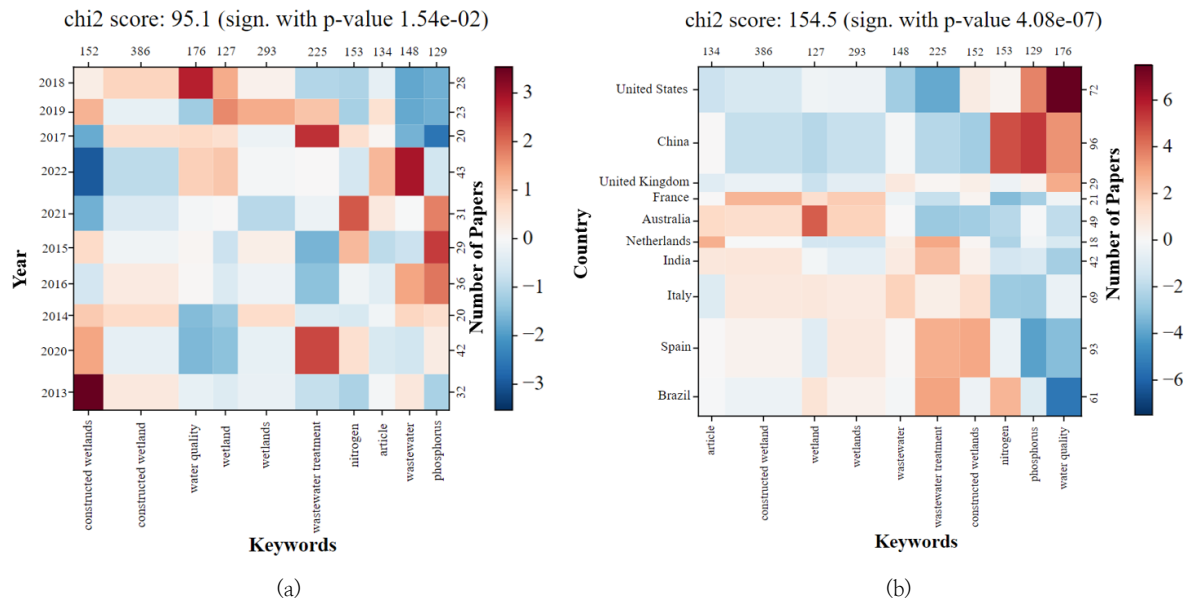 chi2 score: 95.1 (sign. with p-value 1.54e-02)
152 386 176 127 293 225 153 134 148 129
2018 28
2019 23
2017 20
2022 43
2021 31
2015 29
2016 36
2014 20
2020 42
2013 32
Year
Number of Papers
3
2
1
0
−1
−2
−3
constructed wetlands
constructed wetland
water quality
wetland
wetlands
wastewater treatment
nitrogen
article
wastewater
phosphorus
Keywords
(a)
chi2 score: 154.5 (sign. with p-value 4.08e-07)
134 386 127 293 148 225 152 153 129 176
United States 72
China 96
United Kingdom 29
France 21
Australia 49
Netherlands 18
India 42
Italy 69
Spain 93
Brazil 61
Country
Number of Papers
6
4
2
0
−2
−4
−6
article
constructed wetland
wetland
wetlands
wastewater
wastewater treatment
constructed wetlands
nitrogen
phosphorus
water quality
Keywords
(b)